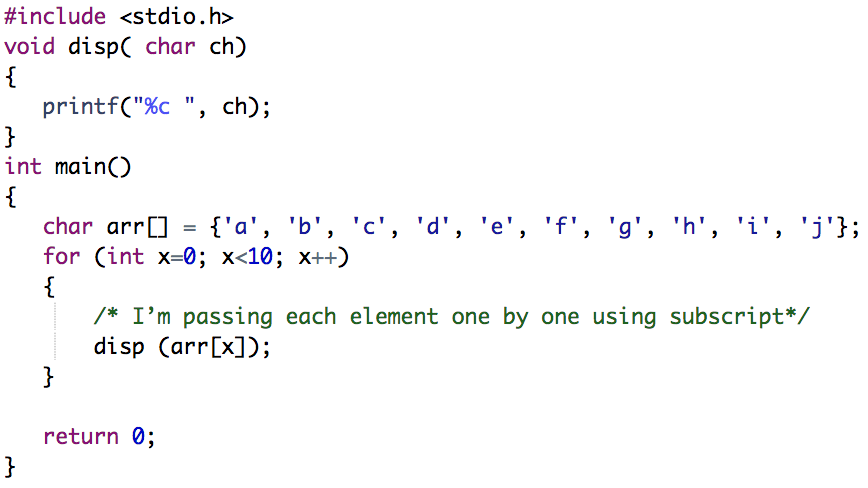 #include <stdio.h>
void disp( char ch)
{
   printf("%c ", ch);
}
int main()
{
   char arr[] = {'a', 'b', 'c', 'd', 'e', 'f', 'g', 'h', 'i', 'j'};
   for (int x=0; x<10; x++)
   {
       /* I’m passing each element one by one using subscript*/
       disp (arr[x]);
   }

   return 0;
}